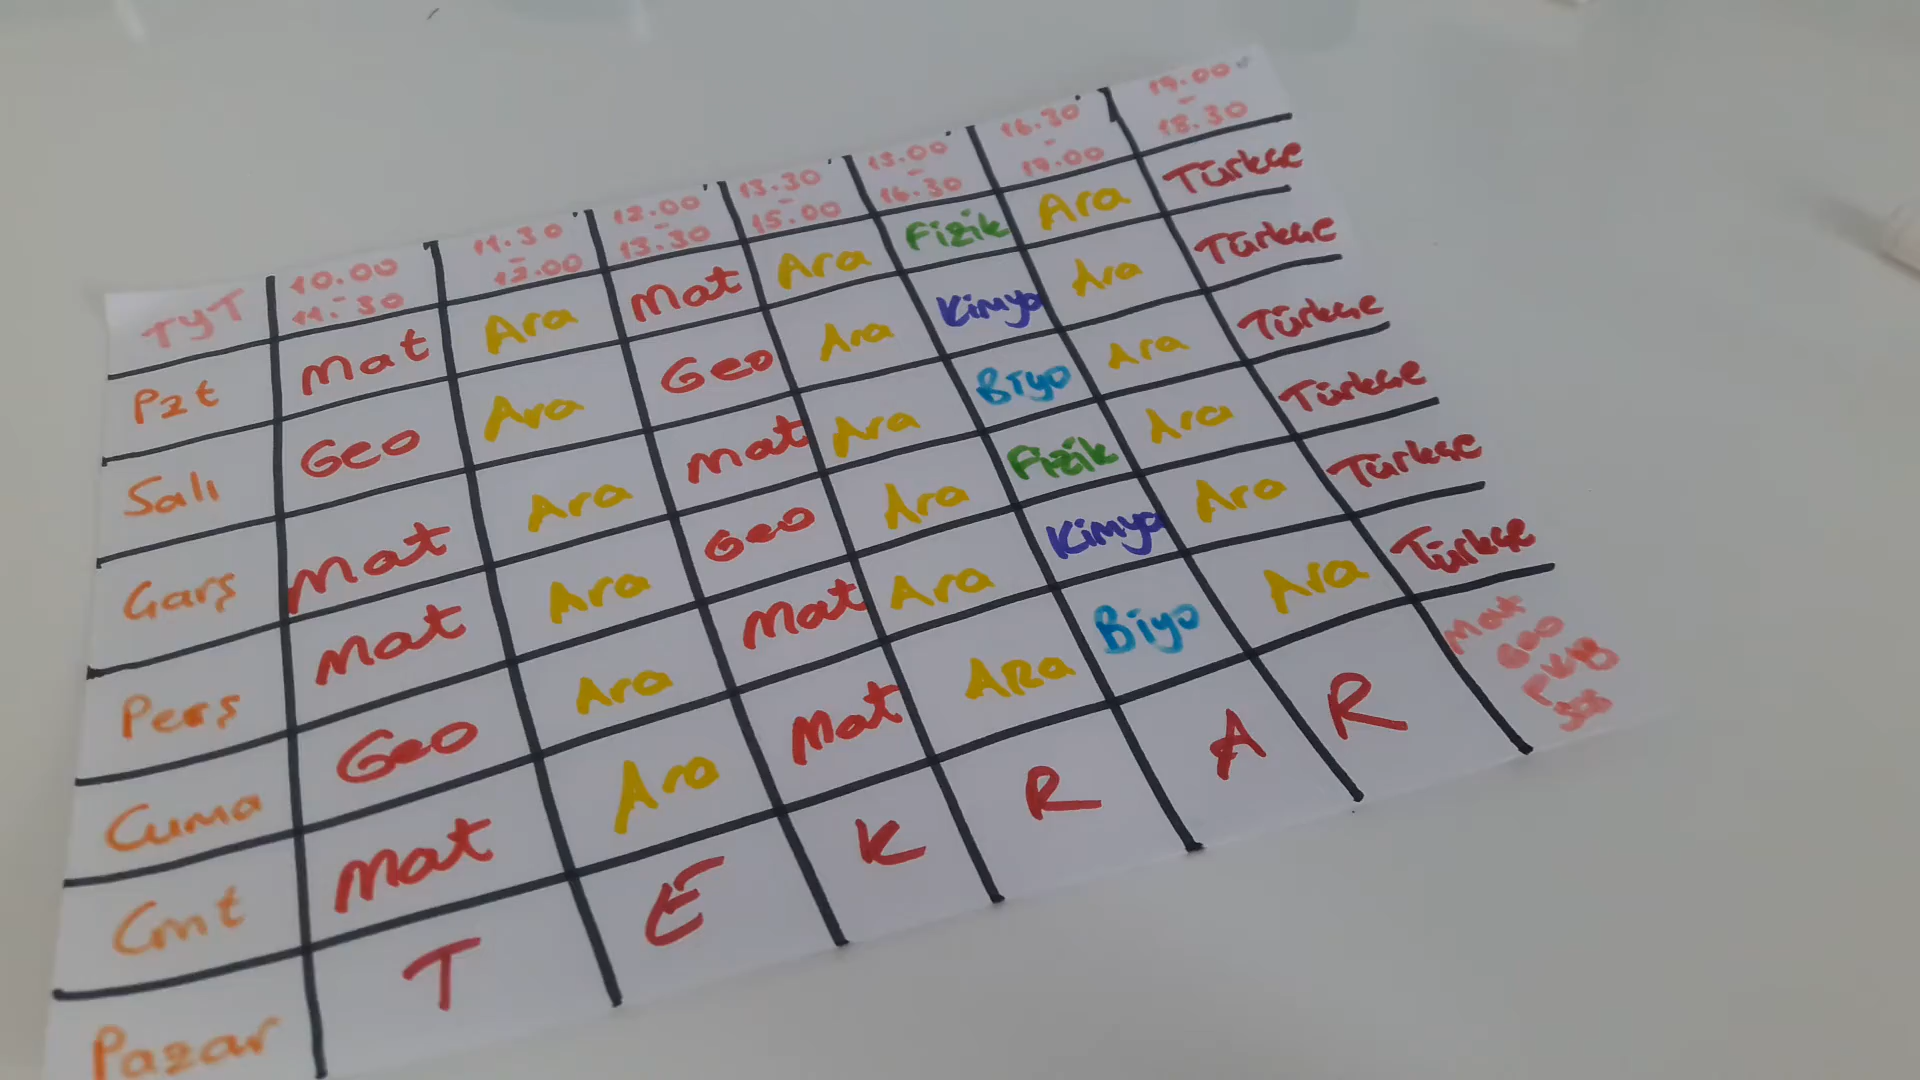 TYT 10.00 - 11.30 11.30 - 12.00 12.00 - 13.30 13.30 - 15.00 15.00 - 16.30 16.30 - 17.00 17.00 - 18.30
Pzt Mat Ara Mat Ara Fizik Ara Türkçe
Salı Geo Ara Geo Ara Kimya Ara Türkçe
Çarş Mat Ara Mat Ara Biyo Ara Türkçe
Perş Mat Ara Geo Ara Fizik Ara Türkçe
Cuma Geo Ara Mat Ara Kimya Ara Türkçe
Cmt Mat Ara Mat Ara Biyo Ara Türkçe
Pazar T E K R A R Mat Geo